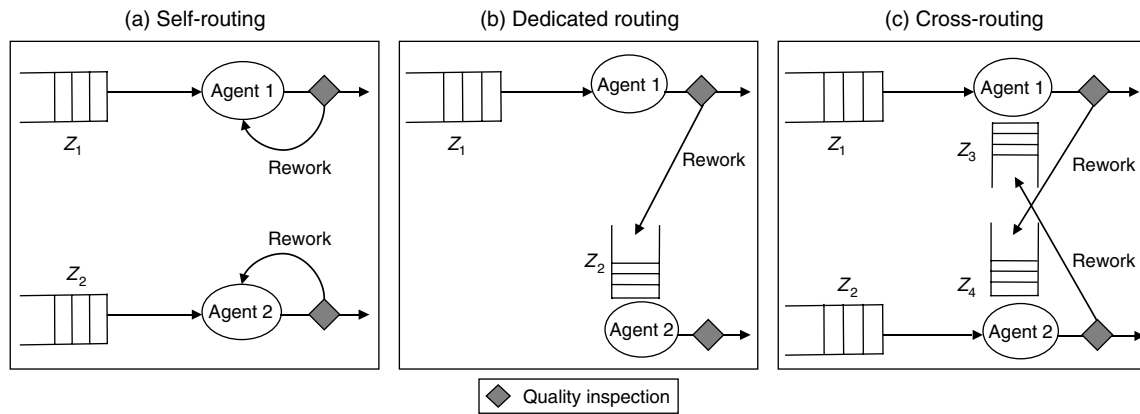 (a) Self-routing
Agent 1
Z1
Rework
Rework
Z2
Agent 2
(b) Dedicated routing
Agent 1
Z1
Rework
Z2
Agent 2
(c) Cross-routing
Agent 1
Z1
Z3
Rework
Rework
Z2
Z4
Agent 2
Quality inspection